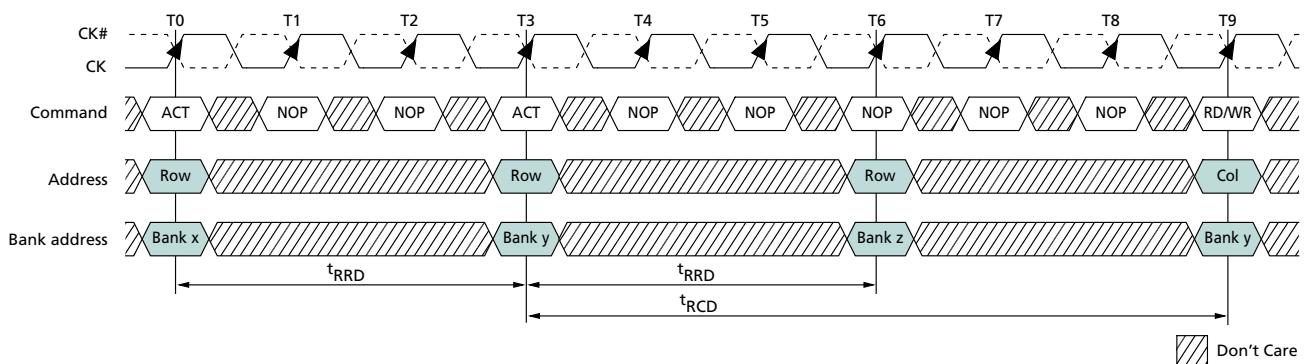 T0 T1 T2 T3 T4 T5 T6 T7 T8 T9
CK#
CK
Command ACT NOP NOP ACT NOP NOP NOP NOP NOP RD/WR
Address Row Row Row Col
Bank address Bank x Bank y Bank z Bank y
tRRD tRRD
tRCD
Don't Care